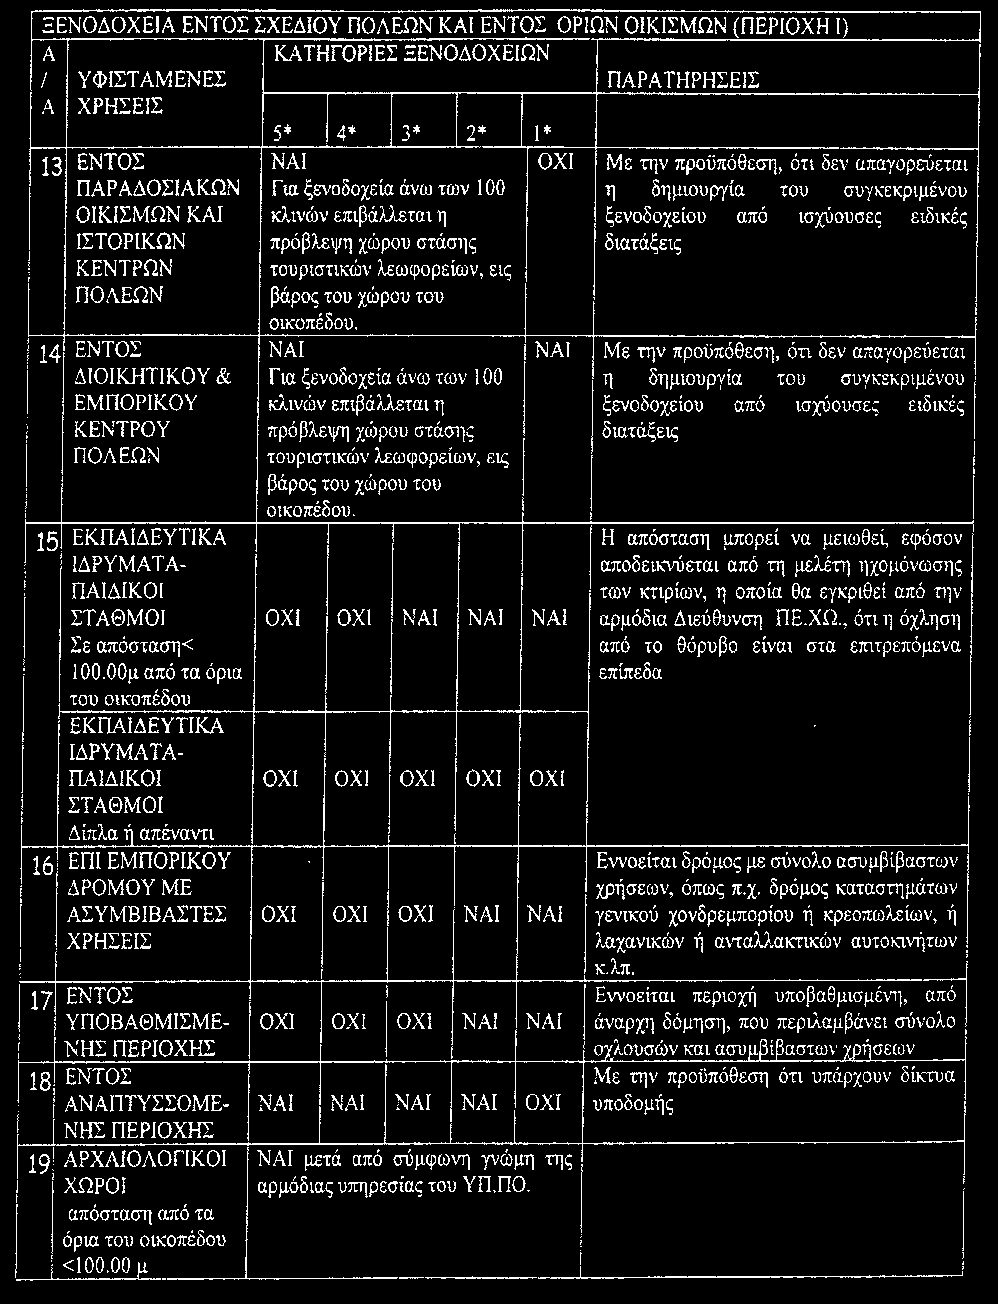 ΞΕΝΟΔΟΧΕΙΑ ΕΝΤΟΣ ΣΧΕΔΙΟΥ ΠΟΛΕΩΝ ΚΑΙ ΕΝΤΟΣ ΟΡΙΩΝ ΟΙΚΙΣΜΩΝ (ΠΕΡΙΟΧΗ Ι)
Α
/
Α
ΥΦΙΣΤΑΜΕΝΕΣ
ΧΡΗΣΕΙΣ
ΚΑΤΗΓΟΡΙΕΣ ΞΕΝΟΔΟΧΕΙΩΝ
ΠΑΡΑΤΗΡΗΣΕΙΣ
5* 4* 3* 2* 1*
13
ΕΝΤΟΣ
ΠΑΡΑΔΟΣΙΑΚΩΝ
ΟΙΚΙΣΜΩΝ ΚΑΙ
ΙΣΤΟΡΙΚΩΝ
ΚΕΝΤΡΩΝ
ΠΟΛΕΩΝ
ΝΑΙ
Για ξενοδοχεία άνω των 100
κλινών επιβάλλεται η
πρόβλεψη χώρου στάσης
τουριστικών λεωφορείων, εις
βάρος του χώρου του
οικοπέδου.
ΟΧΙ
Με την προϋπόθεση, ότι δεν απαγορεύεται
η δημιουργία του συγκεκριμένου
ξενοδοχείου από ισχύουσες ειδικές
διατάξεις
14
ΕΝΤΟΣ
ΔΙΟΙΚΗΤΙΚΟΥ &
ΕΜΠΟΡΙΚΟΥ
ΚΕΝΤΡΟΥ
ΠΟΛΕΩΝ
ΝΑΙ
Για ξενοδοχεία άνω των 100
κλινών επιβάλλεται η
πρόβλεψη χώρου στάσης
τουριστικών λεωφορείων, εις
βάρος του χώρου του
οικοπέδου.
ΝΑΙ
Με την προϋπόθεση, ότι δεν απαγορεύεται
η δημιουργία του συγκεκριμένου
ξενοδοχείου από ισχύουσες ειδικές
διατάξεις
15
ΕΚΠΑΙΔΕΥΤΙΚΑ
ΙΔΡΥΜΑΤΑ-
ΠΑΙΔΙΚΟΙ
ΣΤΑΘΜΟΙ
Σε απόσταση<
100.00μ από τα όρια
του οικοπέδου
ΟΧΙ ΟΧΙ ΝΑΙ ΝΑΙ ΝΑΙ
Η απόσταση μπορεί να μειωθεί, εφόσον
αποδεικνύεται από τη μελέτη ηχομόνωσης
των κτιρίων, η οποία θα εγκριθεί από την
αρμόδια Διεύθυνση ΠΕ.ΧΩ., ότι η όχληση
από το θόρυβο είναι στα επιτρεπόμενα
επίπεδα
ΕΚΠΑΙΔΕΥΤΙΚΑ
ΙΔΡΥΜΑΤΑ-
ΠΑΙΔΙΚΟΙ
ΣΤΑΘΜΟΙ
Δίπλα ή απέναντι
ΟΧΙ ΟΧΙ ΟΧΙ ΟΧΙ ΟΧΙ
16
ΕΠΙ ΕΜΠΟΡΙΚΟΥ
ΔΡΟΜΟΥ ΜΕ
ΑΣΥΜΒΙΒΑΣΤΕΣ
ΧΡΗΣΕΙΣ
ΟΧΙ ΟΧΙ ΟΧΙ ΝΑΙ ΝΑΙ
Εννοείται δρόμος με σύνολο ασυμβίβαστων
χρήσεων, όπως π.χ. δρόμος καταστημάτων
γενικού χονδρεμπορίου ή κρεοπωλείων, ή
λαχανικών ή ανταλλακτικών αυτοκινήτων
κ.λπ.
17
ΕΝΤΟΣ
ΥΠΟΒΑΘΜΙΣΜΕ-
ΝΗΣ ΠΕΡΙΟΧΗΣ
ΟΧΙ ΟΧΙ ΟΧΙ ΝΑΙ ΝΑΙ
Εννοείται περιοχή υποβαθμισμένη, από
άναρχη δόμηση, που περιλαμβάνει σύνολο
οχλουσών και ασυμβίβαστων χρήσεων
18
ΕΝΤΟΣ
ΑΝΑΠΤΥΣΣΟΜΕ-
ΝΗΣ ΠΕΡΙΟΧΗΣ
ΝΑΙ ΝΑΙ ΝΑΙ ΝΑΙ ΟΧΙ
Με την προϋπόθεση ότι υπάρχουν δίκτυα
υποδομής
19
ΑΡΧΑΙΟΛΟΓΙΚΟΙ
ΧΩΡΟΙ
απόσταση από τα
όρια του οικοπέδου
<100.00 μ
ΝΑΙ μετά από σύμφωνη γνώμη της
αρμόδιας υπηρεσίας του ΥΠ.ΠΟ.